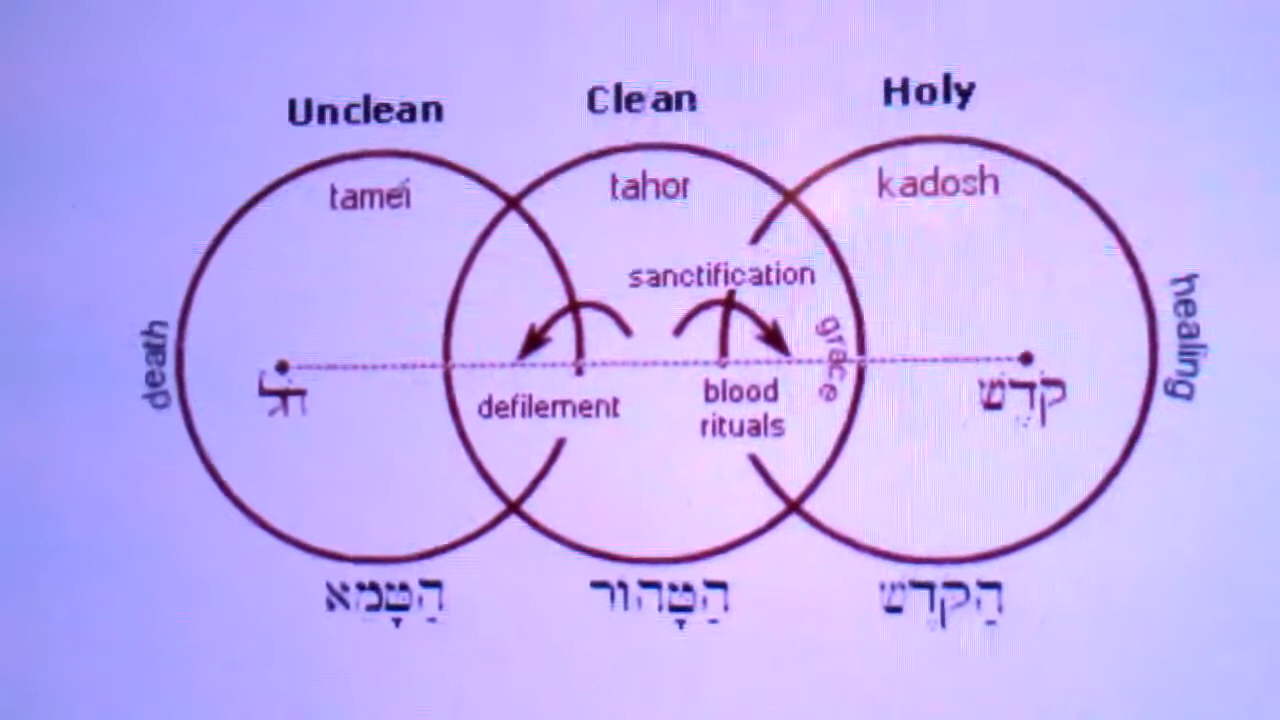 Unclean
Clean
Holy
tamei
tahor
kadosh
sanctification
death
grace
healing
defilement
blood
rituals
קֹדֶשׁ
הַטָּמֵא
הַטָּהוֹר
הַקֹּדֶשׁ